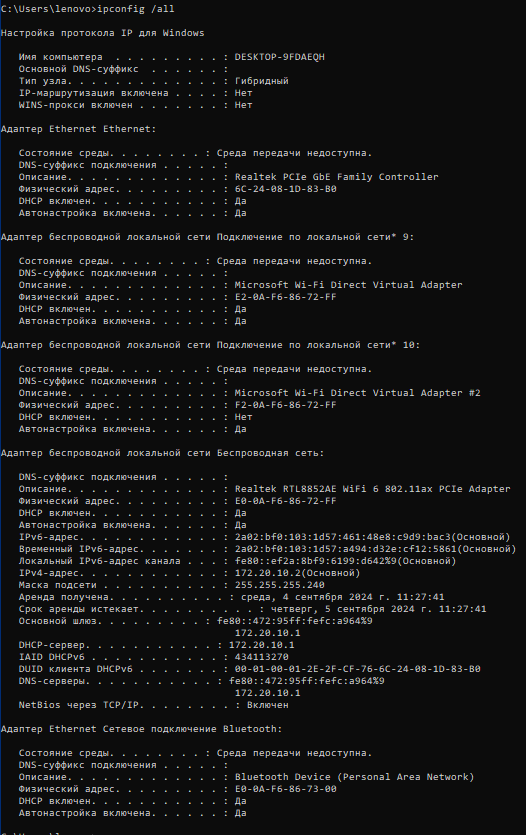 C:\Users\lenovo>ipconfig /all
Настройка протокола IP для Windows
Имя компьютера . . . . . . . . . : DESKTOP-9FDAEQH
Основной DNS-суффикс . . . . . . :
Тип узла. . . . . . . . . . . . . : Гибридный
IP-маршрутизация включена . . . . : Нет
WINS-прокси включен . . . . . . . : Нет
Адаптер Ethernet Ethernet:
Состояние среды. . . . . . . . : Среда передачи недоступна.
DNS-суффикс подключения . . . . . :
Описание. . . . . . . . . . . . . : Realtek PCIe GbE Family Controller
Физический адрес. . . . . . . . . : 6C-24-08-1D-83-B0
DHCP включен. . . . . . . . . . . : Да
Автонастройка включена. . . . . . : Да
Адаптер беспроводной локальной сети Подключение по локальной сети* 9:
Состояние среды. . . . . . . . : Среда передачи недоступна.
DNS-суффикс подключения . . . . . :
Описание. . . . . . . . . . . . . : Microsoft Wi-Fi Direct Virtual Adapter
Физический адрес. . . . . . . . . : E2-0A-F6-86-72-FF
DHCP включен. . . . . . . . . . . : Да
Автонастройка включена. . . . . . : Да
Адаптер беспроводной локальной сети Подключение по локальной сети* 10:
Состояние среды. . . . . . . . : Среда передачи недоступна.
DNS-суффикс подключения . . . . . :
Описание. . . . . . . . . . . . . : Microsoft Wi-Fi Direct Virtual Adapter #2
Физический адрес. . . . . . . . . : F2-0A-F6-86-72-FF
DHCP включен. . . . . . . . . . . : Нет
Автонастройка включена. . . . . . : Да
Адаптер беспроводной локальной сети Беспроводная сеть:
DNS-суффикс подключения . . . . . :
Описание. . . . . . . . . . . . . : Realtek RTL8852AE WiFi 6 802.11ax PCIe Adapter
Физический адрес. . . . . . . . . : E0-0A-F6-86-72-FF
DHCP включен. . . . . . . . . . . : Да
Автонастройка включена. . . . . . : Да
IPv6-адрес. . . . . . . . . . . . : 2a02:bf0:103:1d57:461:48e8:c9d9:bac3(Основной)
Временный IPv6-адрес. . . . . . . : 2a02:bf0:103:1d57:a494:d32e:cf12:5861(Основной)
Локальный IPv6-адрес канала . . . : fe80::ef2a:8bf9:6199:d642%9(Основной)
IPv4-адрес. . . . . . . . . . . . : 172.20.10.2(Основной)
Маска подсети . . . . . . . . . . : 255.255.255.240
Аренда получена. . . . . . . . . . : среда, 4 сентября 2024 г. 11:27:41
Срок аренды истекает. . . . . . . . . . : четверг, 5 сентября 2024 г. 11:27:41
Основной шлюз. . . . . . . . . : fe80::472:95ff:fefc:a964%9
172.20.10.1
DHCP-сервер. . . . . . . . . . . : 172.20.10.1
IAID DHCPv6 . . . . . . . . . . . : 434113270
DUID клиента DHCPv6 . . . . . . . : 00-01-00-01-2E-2F-CF-76-6C-24-08-1D-83-B0
DNS-серверы. . . . . . . . . . . : fe80::472:95ff:fefc:a964%9
172.20.10.1
NetBios через TCP/IP. . . . . . . . : Включен
Адаптер Ethernet Сетевое подключение Bluetooth:
Состояние среды. . . . . . . . : Среда передачи недоступна.
DNS-суффикс подключения . . . . . :
Описание. . . . . . . . . . . . . : Bluetooth Device (Personal Area Network)
Физический адрес. . . . . . . . . : E0-0A-F6-86-73-00
DHCP включен. . . . . . . . . . . : Да
Автонастройка включена. . . . . . : Да